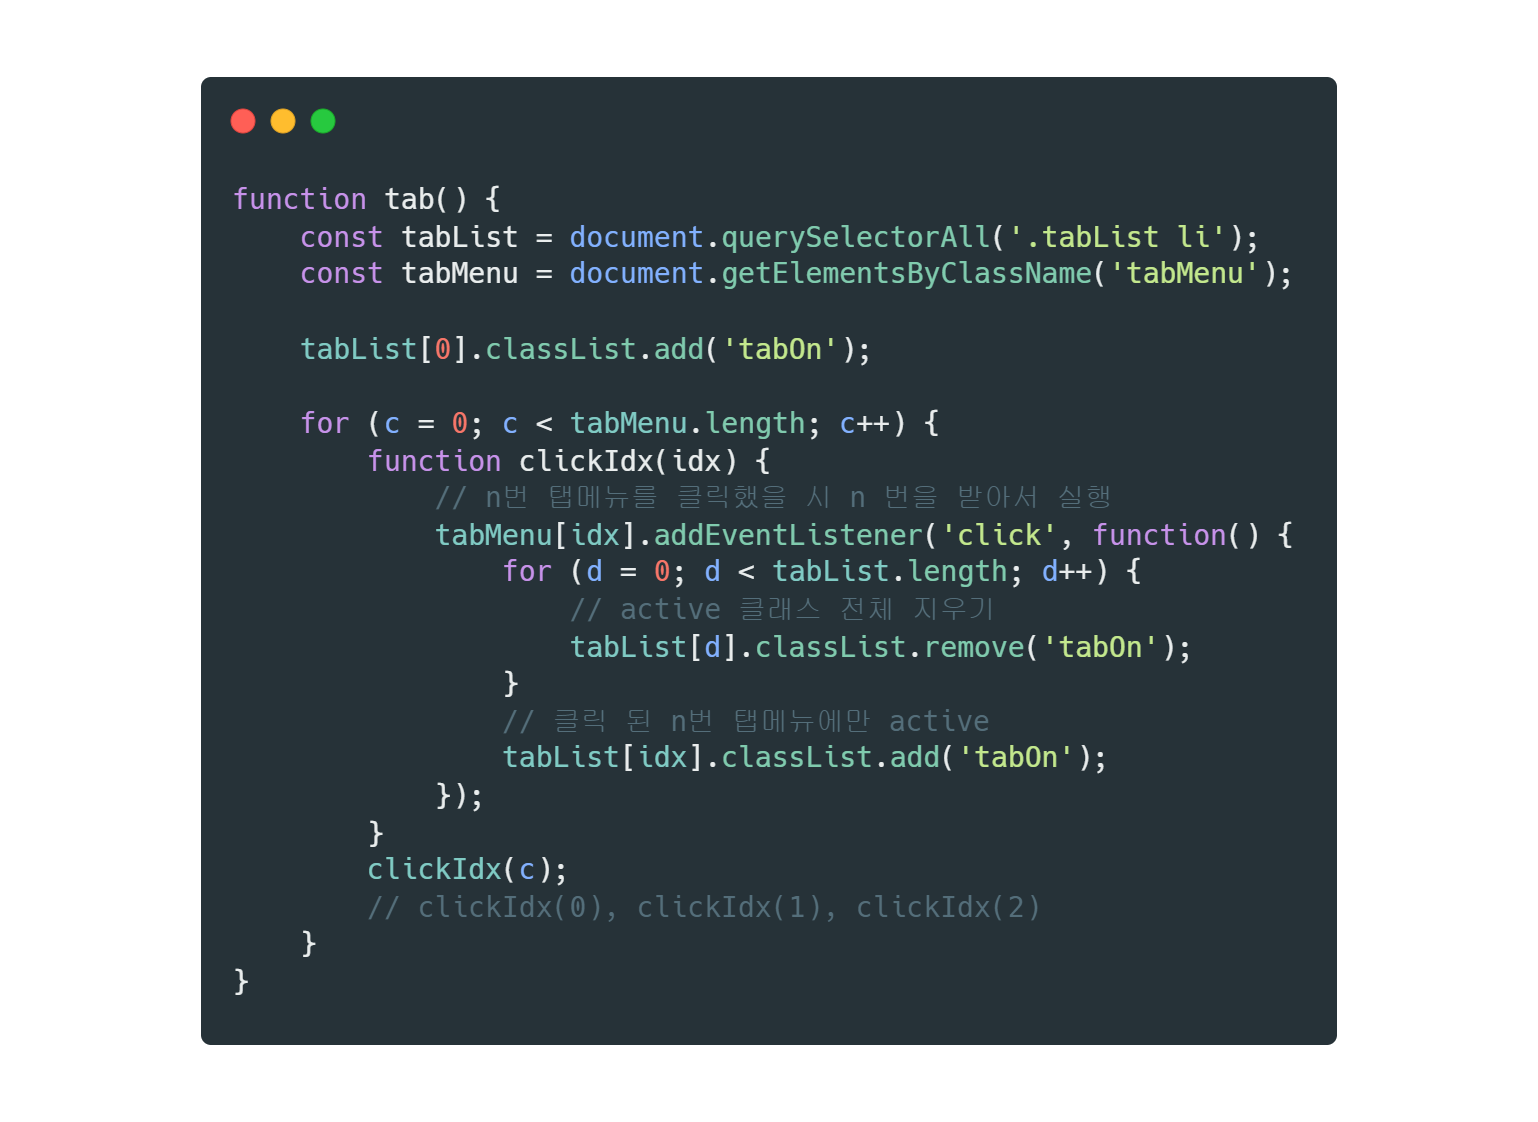 function tab() {
    const tabList = document.querySelectorAll('.tabList li');
    const tabMenu = document.getElementsByClassName('tabMenu');

    tabList[0].classList.add('tabOn');

    for (c = 0; c < tabMenu.length; c++) {
        function clickIdx(idx) {
            // n번 탭메뉴를 클릭했을 시 n 번을 받아서 실행
            tabMenu[idx].addEventListener('click', function() {
                for (d = 0; d < tabList.length; d++) {
                    // active 클래스 전체 지우기
                    tabList[d].classList.remove('tabOn');
                }
                // 클릭 된 n번 탭메뉴에만 active
                tabList[idx].classList.add('tabOn');
            });
        }
        clickIdx(c);
        // clickIdx(0), clickIdx(1), clickIdx(2)
    }
}